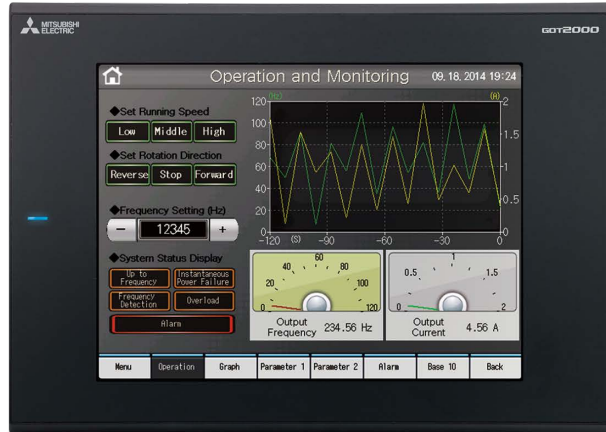 MITSUBISHI
ELECTRIC
GOT2000
Operation and Monitoring
09. 18. 2014 19:24
◆Set Running Speed
Low Middle High
◆Set Rotation Direction
Reverse Stop Forward
◆Frequency Setting (Hz)
− 12345 +
◆System Status Display
Up to
Frequency
Instantaneous
Power Failure
Frequency
Detection
Overload
Alarm
(Hz) (A)
120 2
100
80 1.5
60 1
40
20 0.5
0 0
-120 (S) -90 -60 -30 0
0 20 40 60 80 100 120
Output
Frequency 234.56 Hz
0 0.5 1 1.5 2
Output
Current 4.56 A
Menu Operation Graph Parameter 1 Parameter 2 Alarm Base 10 Back